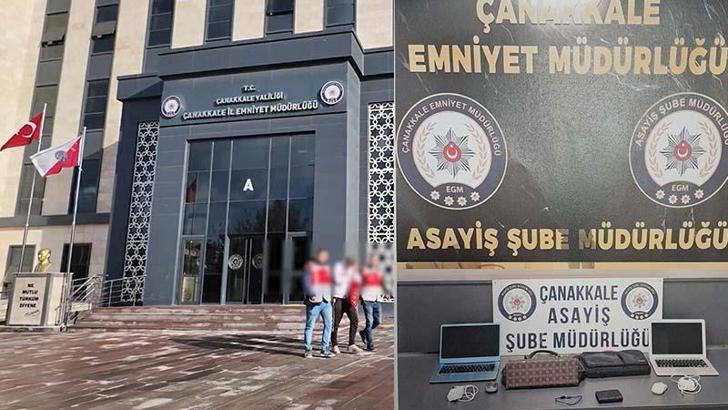 T.C.
ÇANAKKALE VALİLİĞİ
ÇANAKKALE İL EMNİYET MÜDÜRLÜĞÜ
A
NE
MUTLU
TÜRKÜM
DİYENE
ÇANAKKALE
EMNİYET MÜDÜRLÜĞÜ
ÇANAKKALE EMNİYET MÜDÜRLÜĞÜ
EGM
ASAYİŞ ŞUBE MÜDÜRLÜĞÜ
EGM
ASAYİŞ ŞUBE MÜDÜRLÜĞÜ
ÇANAKKALE
ASAYİŞ
ŞUBE MÜDÜRLÜĞÜ